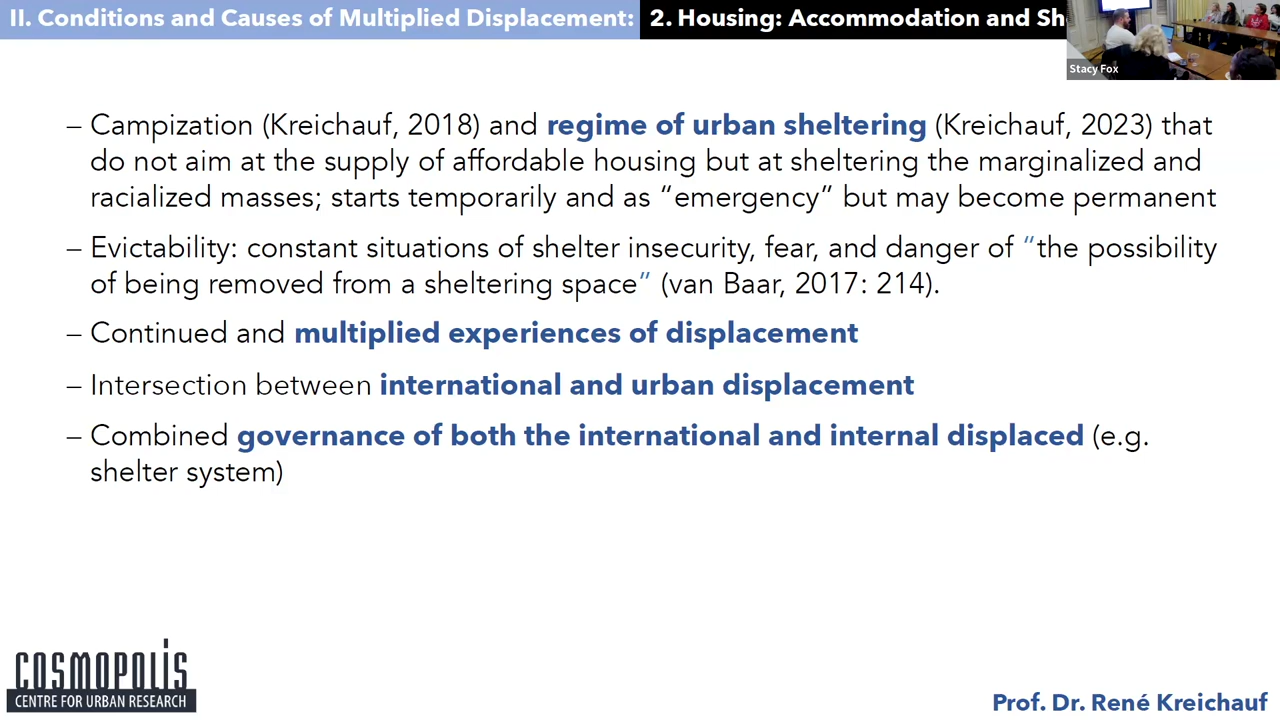 II. Conditions and Causes of Multiplied Displacement: 2. Housing: Accommodation and Sh
Stacy Fox
– Campization (Kreichauf, 2018) and regime of urban sheltering (Kreichauf, 2023) that
do not aim at the supply of affordable housing but at sheltering the marginalized and
racialized masses; starts temporarily and as “emergency” but may become permanent
– Evictability: constant situations of shelter insecurity, fear, and danger of “the possibility
of being removed from a sheltering space” (van Baar, 2017: 214).
– Continued and multiplied experiences of displacement
– Intersection between international and urban displacement
– Combined governance of both the international and internal displaced (e.g.
shelter system)
COSMOPOLIS
CENTRE FOR URBAN RESEARCH
Prof. Dr. René Kreichauf